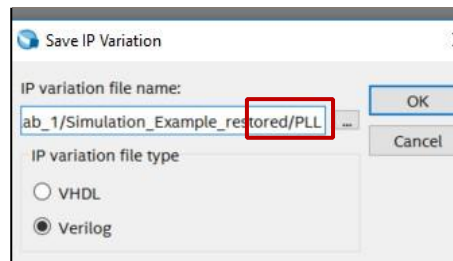 Save IP Variation
IP variation file name:
ab_1/Simulation_Example_restored/PLL
...
OK
Cancel
IP variation file type
VHDL
Verilog